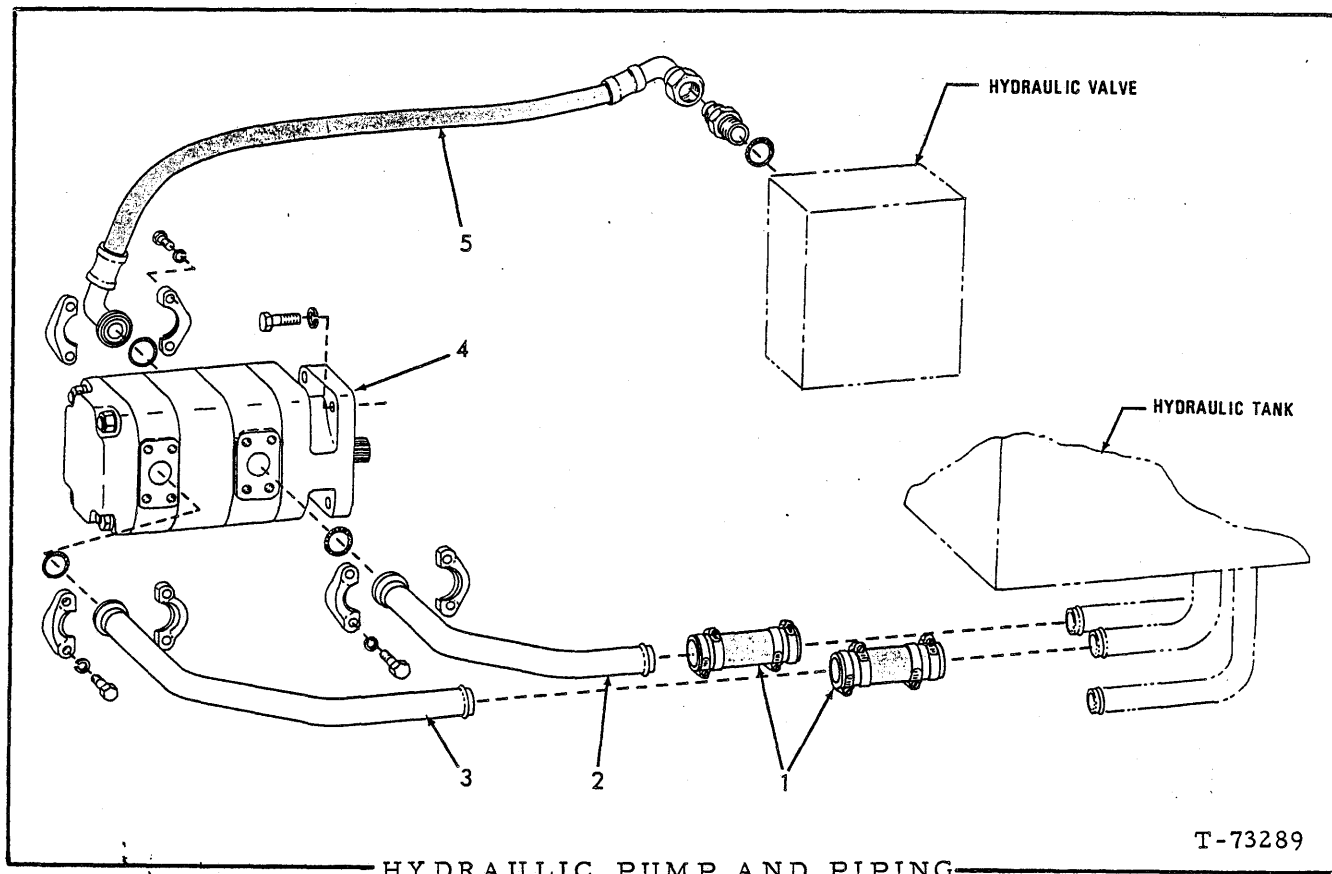 HYDRAULIC VALVE
5
4
HYDRAULIC TANK
3
2
1
T-73289
HYDRAULIC PUMP AND PIPING